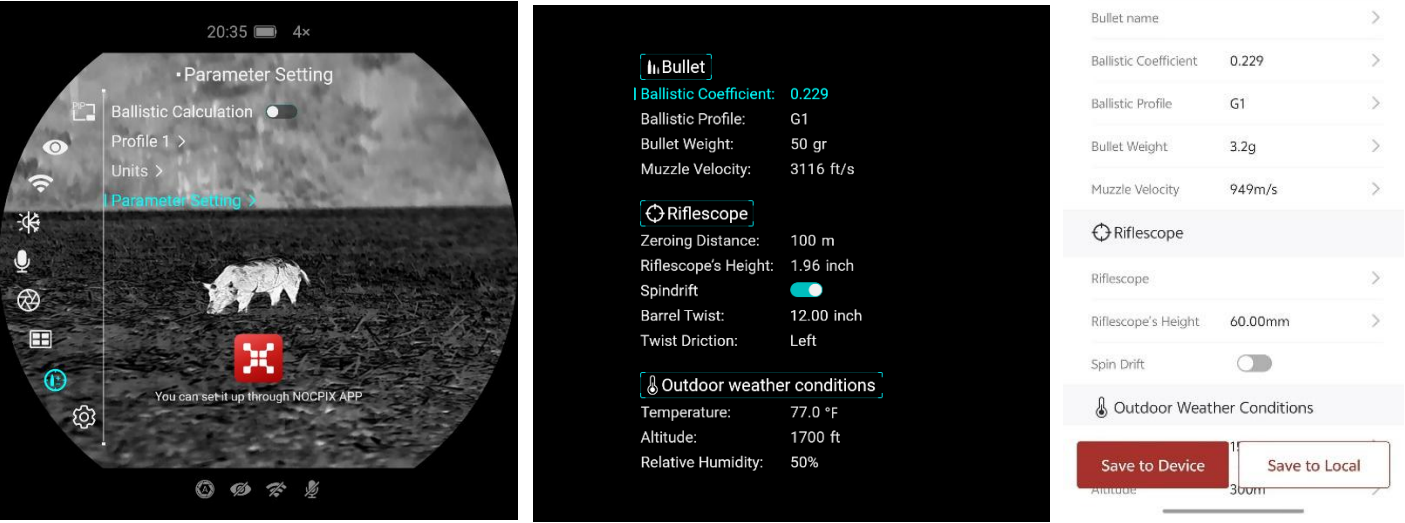 20:35 4×
Parameter Setting
PIP
Ballistic Calculation
Profile 1 >
Units >
Parameter Setting >
You can set it up through NOCPIX APP
Bullet
Ballistic Coefficient: 0.229
Ballistic Profile: G1
Bullet Weight: 50 gr
Muzzle Velocity: 3116 ft/s
Riflescope
Zeroing Distance: 100 m
Riflescope's Height: 1.96 inch
Spindrift
Barrel Twist: 12.00 inch
Twist Driction: Left
Outdoor weather conditions
Temperature: 77.0 °F
Altitude: 1700 ft
Relative Humidity: 50%
Bullet name
Ballistic Coefficient 0.229
Ballistic Profile G1
Bullet Weight 3.2g
Muzzle Velocity 949m/s
Riflescope
Riflescope
Riflescope's Height 60.00mm
Spin Drift
Outdoor Weather Conditions
Save to Device Save to Local
Altitude 300m